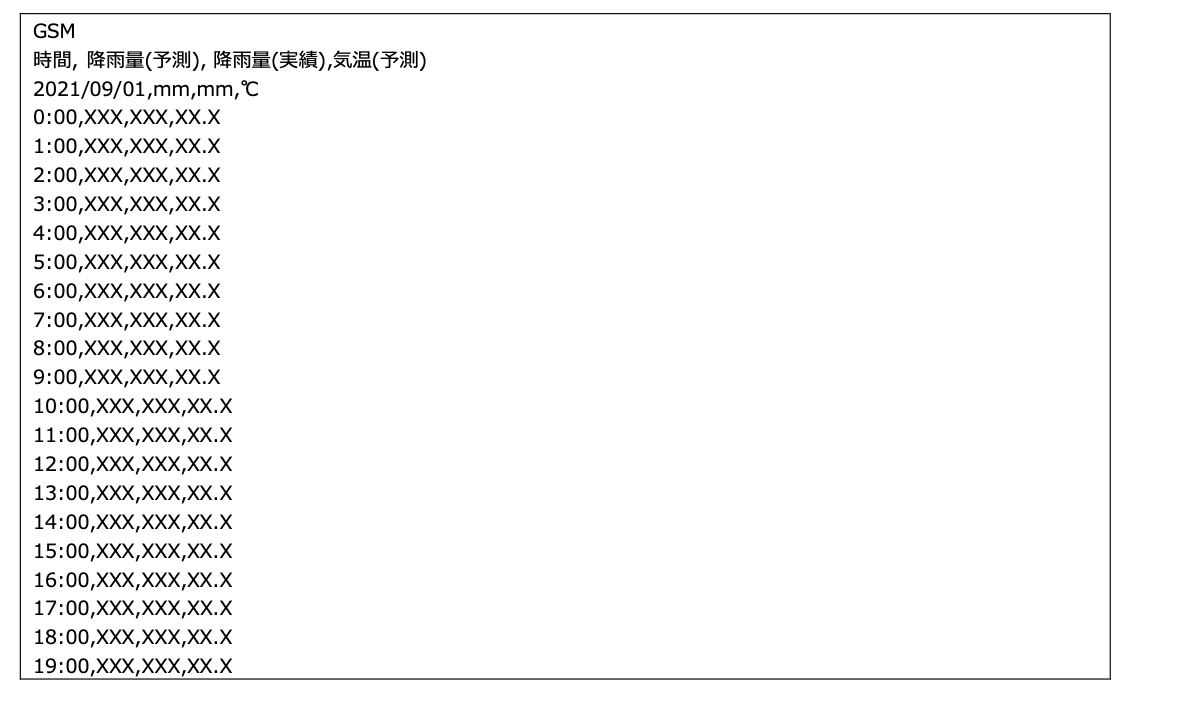 GSM
時間, 降雨量(予測), 降雨量(実績),気温(予測)
2021/09/01,mm,mm,℃
0:00,XXX,XXX,XX.X
1:00,XXX,XXX,XX.X
2:00,XXX,XXX,XX.X
3:00,XXX,XXX,XX.X
4:00,XXX,XXX,XX.X
5:00,XXX,XXX,XX.X
6:00,XXX,XXX,XX.X
7:00,XXX,XXX,XX.X
8:00,XXX,XXX,XX.X
9:00,XXX,XXX,XX.X
10:00,XXX,XXX,XX.X
11:00,XXX,XXX,XX.X
12:00,XXX,XXX,XX.X
13:00,XXX,XXX,XX.X
14:00,XXX,XXX,XX.X
15:00,XXX,XXX,XX.X
16:00,XXX,XXX,XX.X
17:00,XXX,XXX,XX.X
18:00,XXX,XXX,XX.X
19:00,XXX,XXX,XX.X